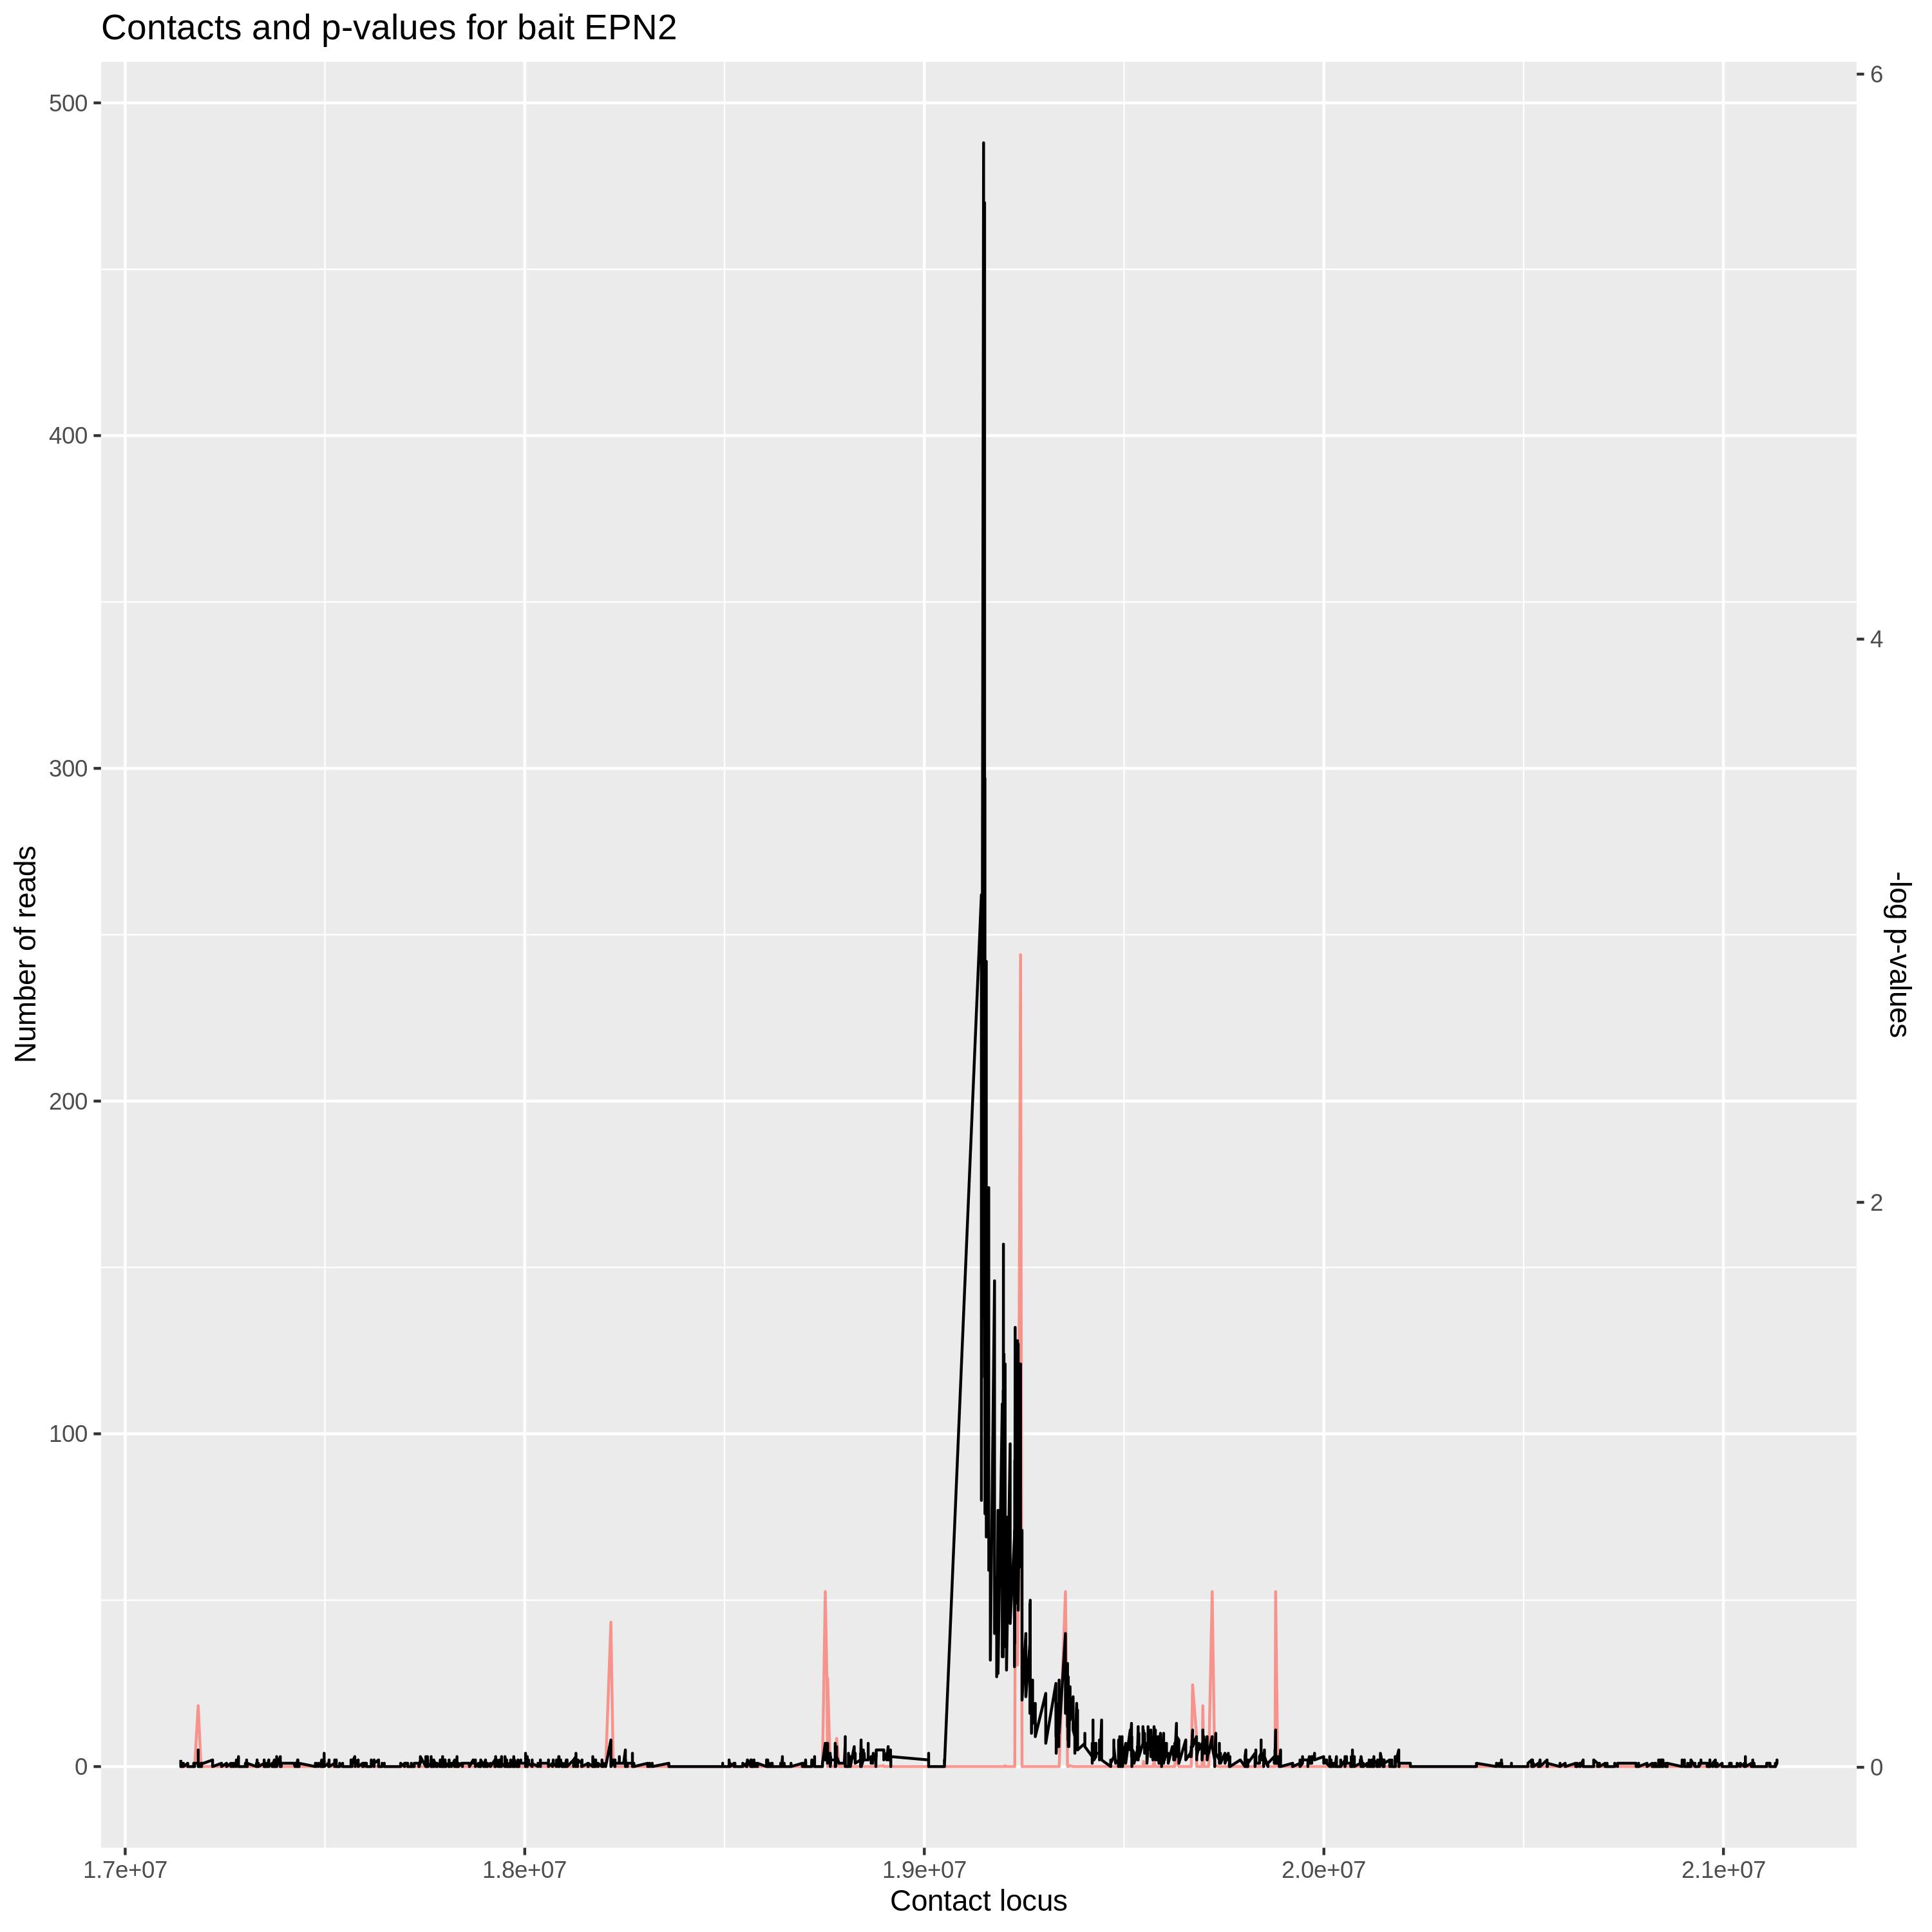 Contacts and p-values for bait EPN2
500
400
300
200
100
0
Number of reads
6
4
2
0
-log p-values
1.7e+07 1.8e+07 1.9e+07 2.0e+07 2.1e+07
Contact locus